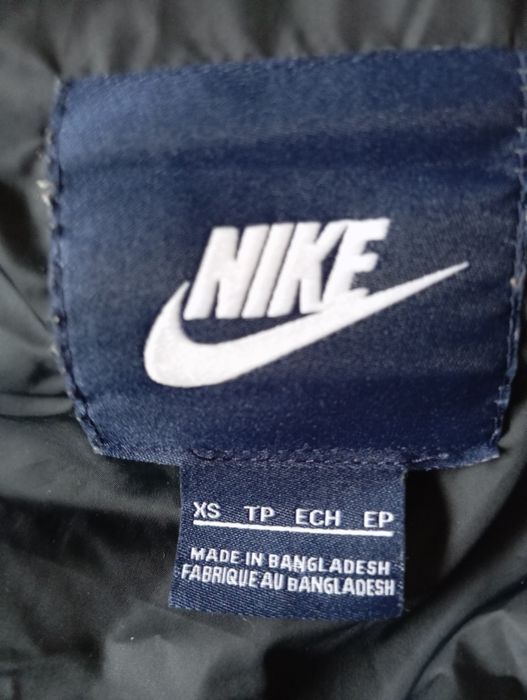 NIKE
XS TP ECH EP
MADE IN BANGLADESH
FABRIQUE AU BANGLADESH